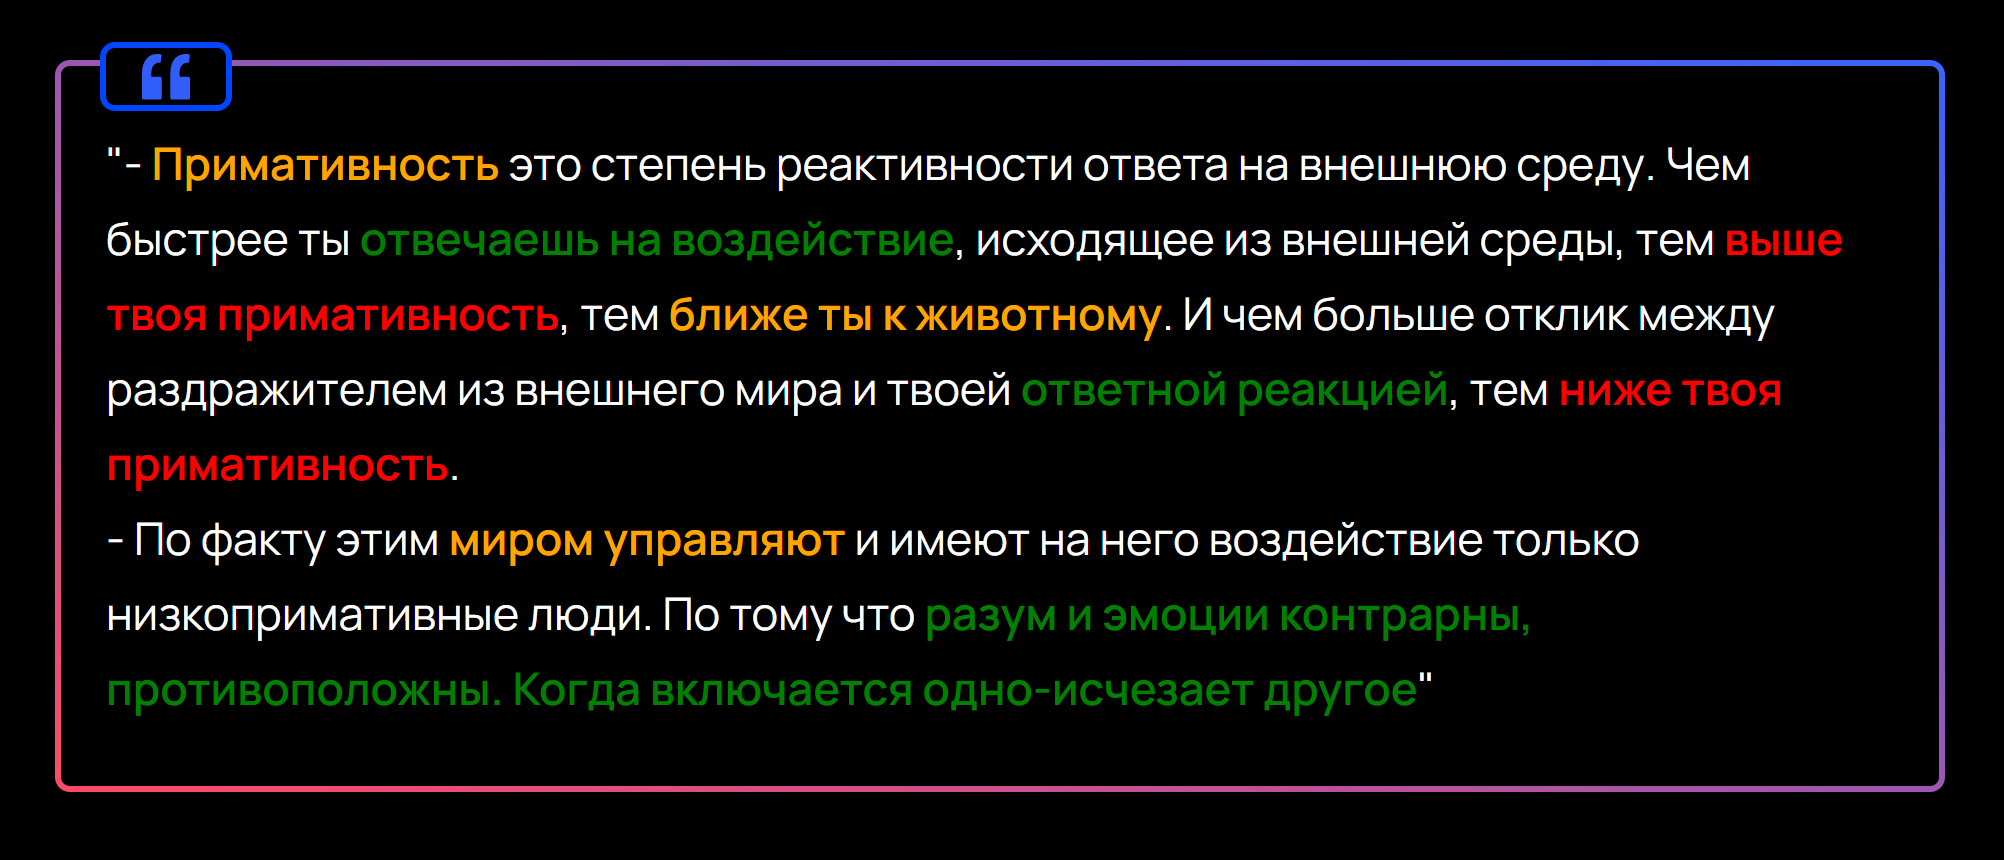 “
"- Примативность это степень реактивности ответа на внешнюю среду. Чем
быстрее ты отвечаешь на воздействие, исходящее из внешней среды, тем выше
твоя примативность, тем ближе ты к животному. И чем больше отклик между
раздражителем из внешнего мира и твоей ответной реакцией, тем ниже твоя
примативность.
- По факту этим миром управляют и имеют на него воздействие только
низкопримативные люди. По тому что разум и эмоции контрарны,
противоположны. Когда включается одно-исчезает другое"